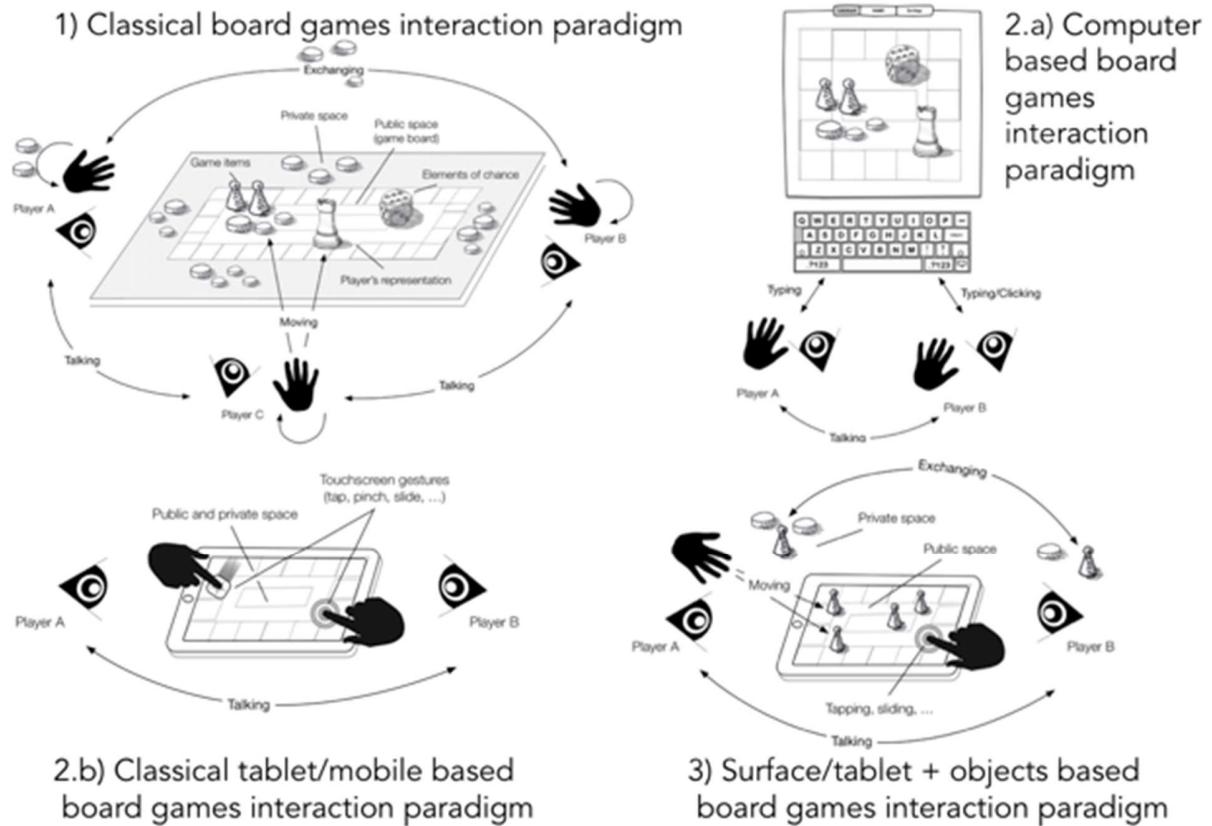 1) Classical board games interaction paradigm
Exchanging
Private space
Public space
(game board)
Game items
Elements of chance
Player A
Player B
Player's representation
Moving
Talking
Talking
Player C
2.a) Computer
based board
games
interaction
paradigm
Q W E R T Y U I O P
A S D F G H J K L
Z X C V B N M
.?123
.?123
Typing
Typing/Clicking
Player A
Player B
Talking
Touchscreen gestures
(tap, pinch, slide, ...)
Public and private space
Player A
Player B
Talking
2.b) Classical tablet/mobile based
board games interaction paradigm
Exchanging
Private space
Public space
Moving
Player A
Player B
Tapping, sliding, ...
Talking
3) Surface/tablet + objects based
board games interaction paradigm